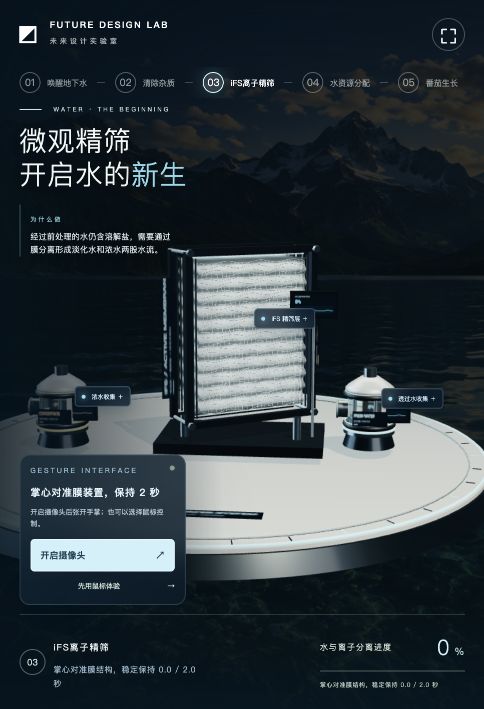 FUTURE DESIGN LAB
未来设计实验室
01 唤醒地下水 — 02 清除杂质 — 03 iFS离子精筛 — 04 水资源分配 — 05 番茄生长
WATER · THE BEGINNING
微观精筛
开启水的新生
为什么做
经过前处理的水仍含溶解盐，需要通过
膜分离形成淡化水和浓水两股水流。
iFS 精筛膜 +
浓水收集 +
透过水收集 +
GESTURE INTERFACE
掌心对准膜装置，保持 2 秒
开启摄像头后张开手掌；也可以选择鼠标控
制。
开启摄像头 ↗
先用鼠标体验 →
03
iFS离子精筛
掌心对准膜结构，稳定保持 0.0 / 2.0
秒
水与离子分离进度
0 %
掌心对准膜结构，稳定保持 0.0 / 2.0 秒